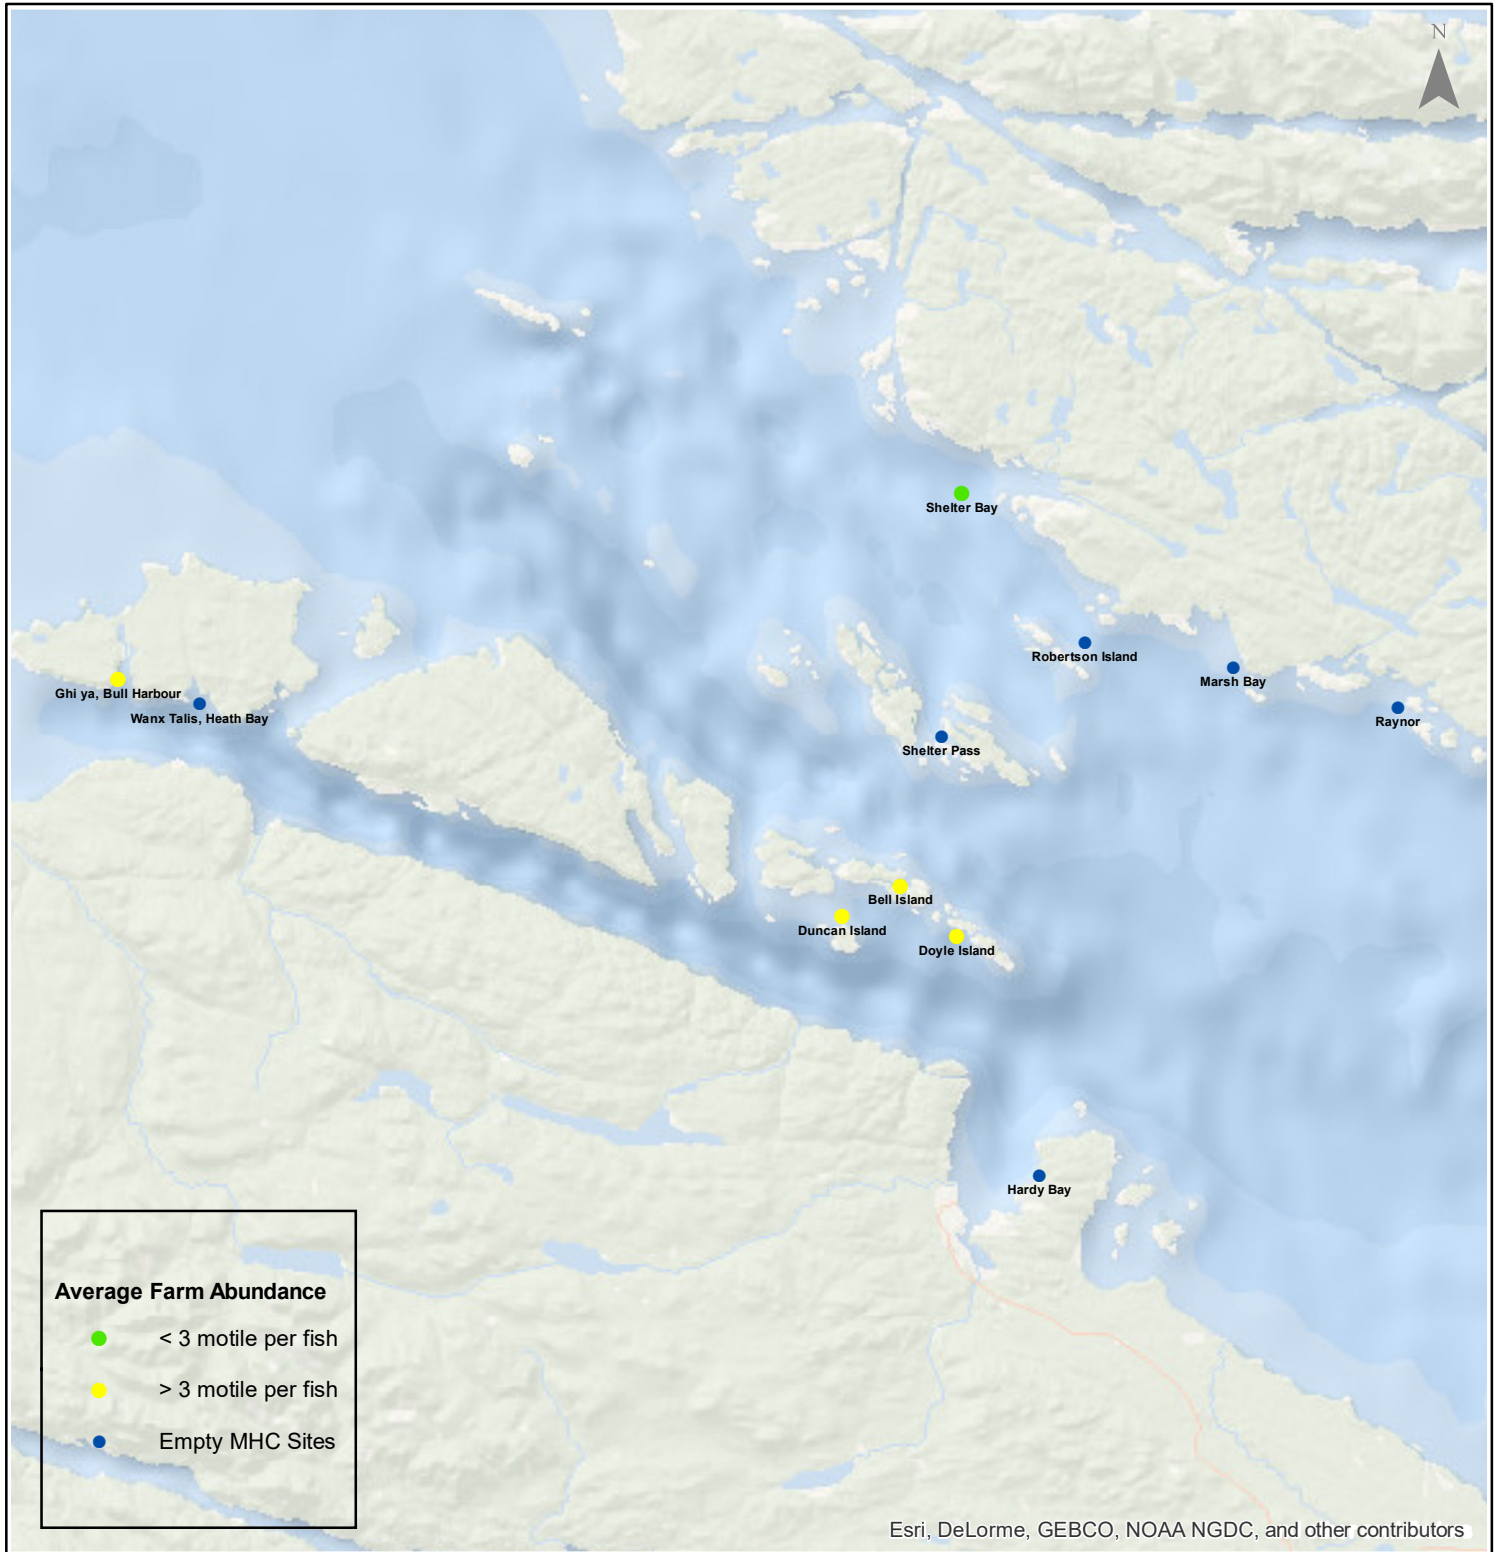 N
Shelter Bay
Robertson Island
Marsh Bay
Ghi ya, Bull Harbour
Wanx Talis, Heath Bay
Raynor
Shelter Pass
Bell Island
Duncan Island
Doyle Island
Hardy Bay
Average Farm Abundance
< 3 motile per fish
> 3 motile per fish
Empty MHC Sites
Esri, DeLorme, GEBCO, NOAA NGDC, and other contributors